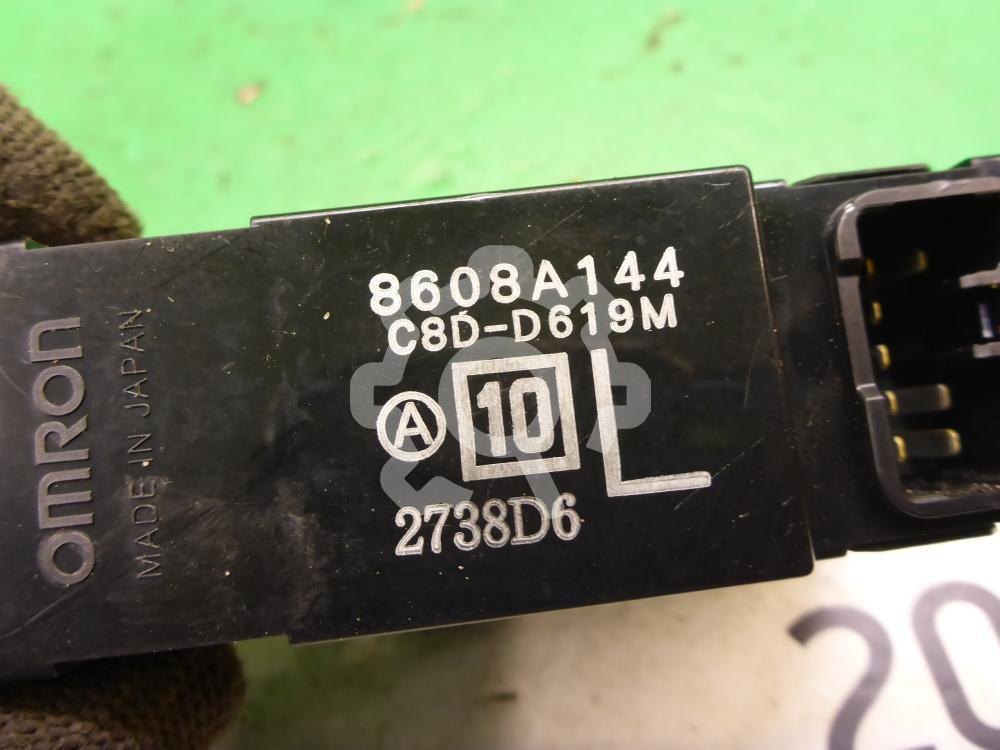 8608A144
C8D-D619M
A 10 L
2738D6
OMRON
MADE IN JAPAN
20